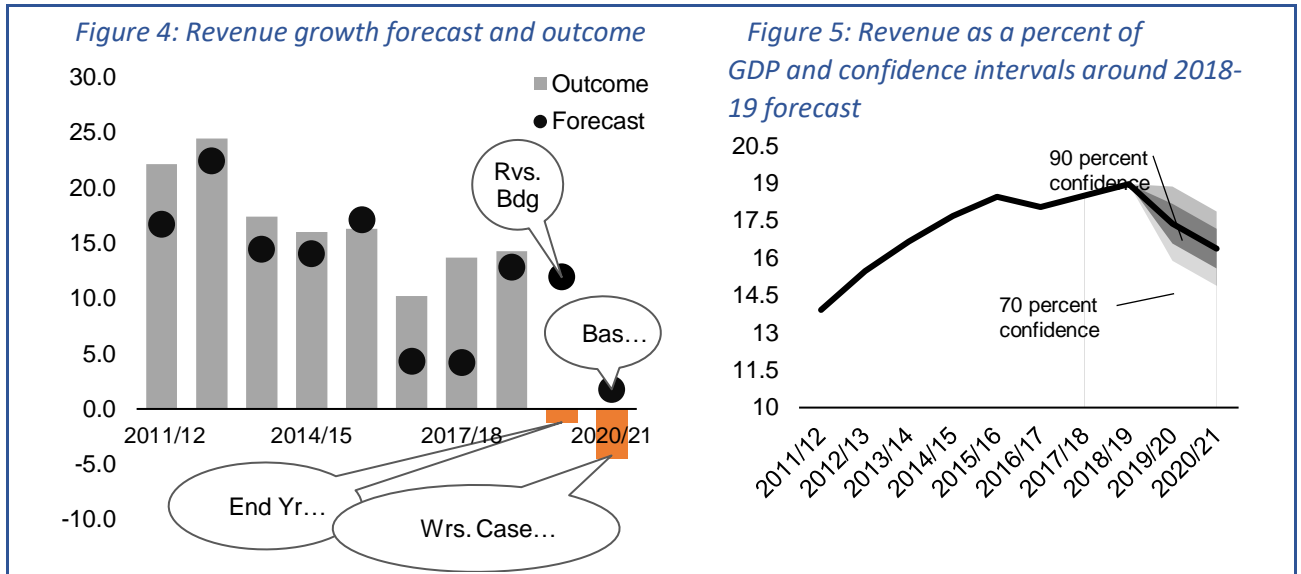 Figure 4: Revenue growth forecast and outcome
30.0
25.0
20.0
15.0
10.0
5.0
0.0
-5.0
-10.0
Outcome
Forecast
Rvs.
Bdg
Bas…
2011/12
2014/15
2017/18
2020/21
End Yr…
Wrs. Case…
Figure 5: Revenue as a percent of
GDP and confidence intervals around 2018-
19 forecast
20.5
19
17.5
16
14.5
13
11.5
10
90 percent
confidence
70 percent
confidence
2011/12
2012/13
2013/14
2014/15
2015/16
2016/17
2017/18
2018/19
2019/20
2020/21